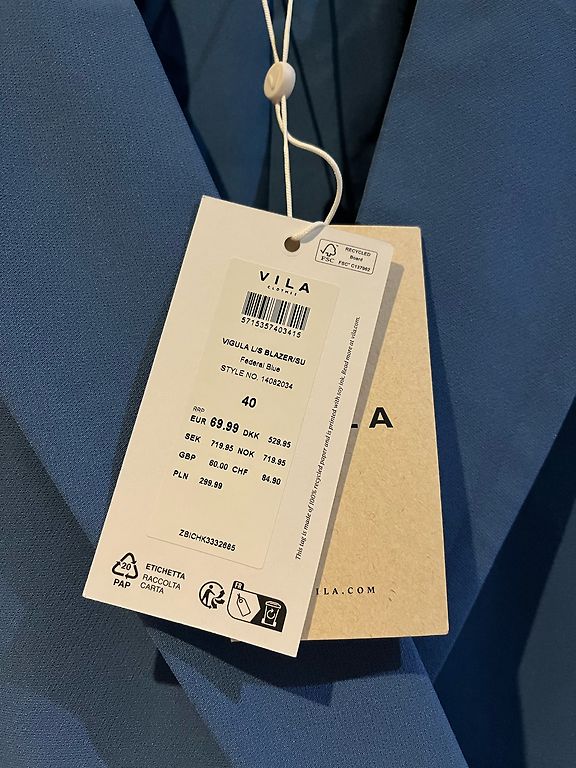 RECYCLED
Board
FSC® C137062
FSC
VILA
CLOTHES
5715357403415
VIGULA L/S BLAZER/SU
Federal Blue
STYLE NO. 14082034
40
RRP
EUR 69.99 DKK 529.95
SEK 719.95 NOK 719.95
GBP 60.00 CHF 84.90
PLN 299.99
ZBICHK3332685
This tag is made of 100% recycled paper and is printed with soy ink. Read more at vila.com.
20
PAP
ETICHETTA
RACCOLTA
CARTA
FR
LA
ILA.COM